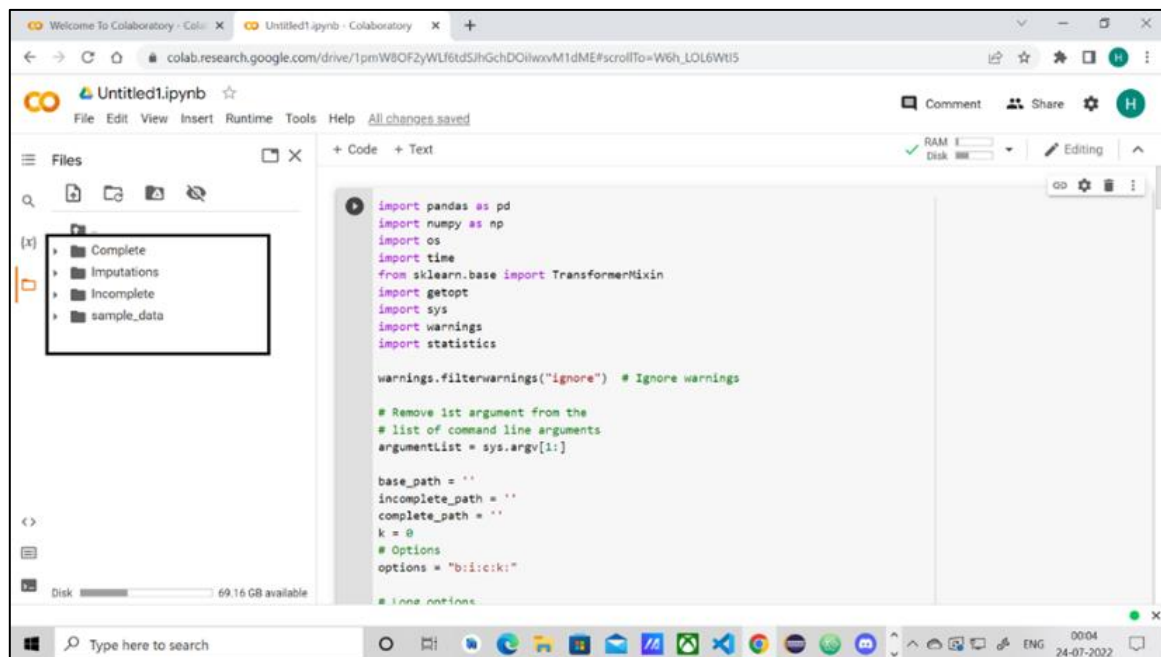 Welcome To Colaboratory - Cola
Untitled1.ipynb - Colaboratory
colab.research.google.com/drive/1pmW8OF2yWLf6tdSJhGchDOiIwxvM1dME#scrollTo=W6h_LOL6WtI5
H
CO
Untitled1.ipynb
Comment
Share
H
File Edit View Insert Runtime Tools Help All changes saved
Files
+ Code + Text
RAM
Disk
Editing
{x}
..
Complete
Imputations
Incomplete
sample_data
import pandas as pd
import numpy as np
import os
import time
from sklearn.base import TransformerMixin
import getopt
import sys
import warnings
import statistics
warnings.filterwarnings("ignore") # Ignore warnings
# Remove 1st argument from the
# list of command line arguments
argumentList = sys.argv[1:]
base_path = ''
incomplete_path = ''
complete_path = ''
k = 0
# Options
options = "b:i:c:k:"
# Long options
Disk
69.16 GB available
Type here to search
ENG
00:04
24-07-2022